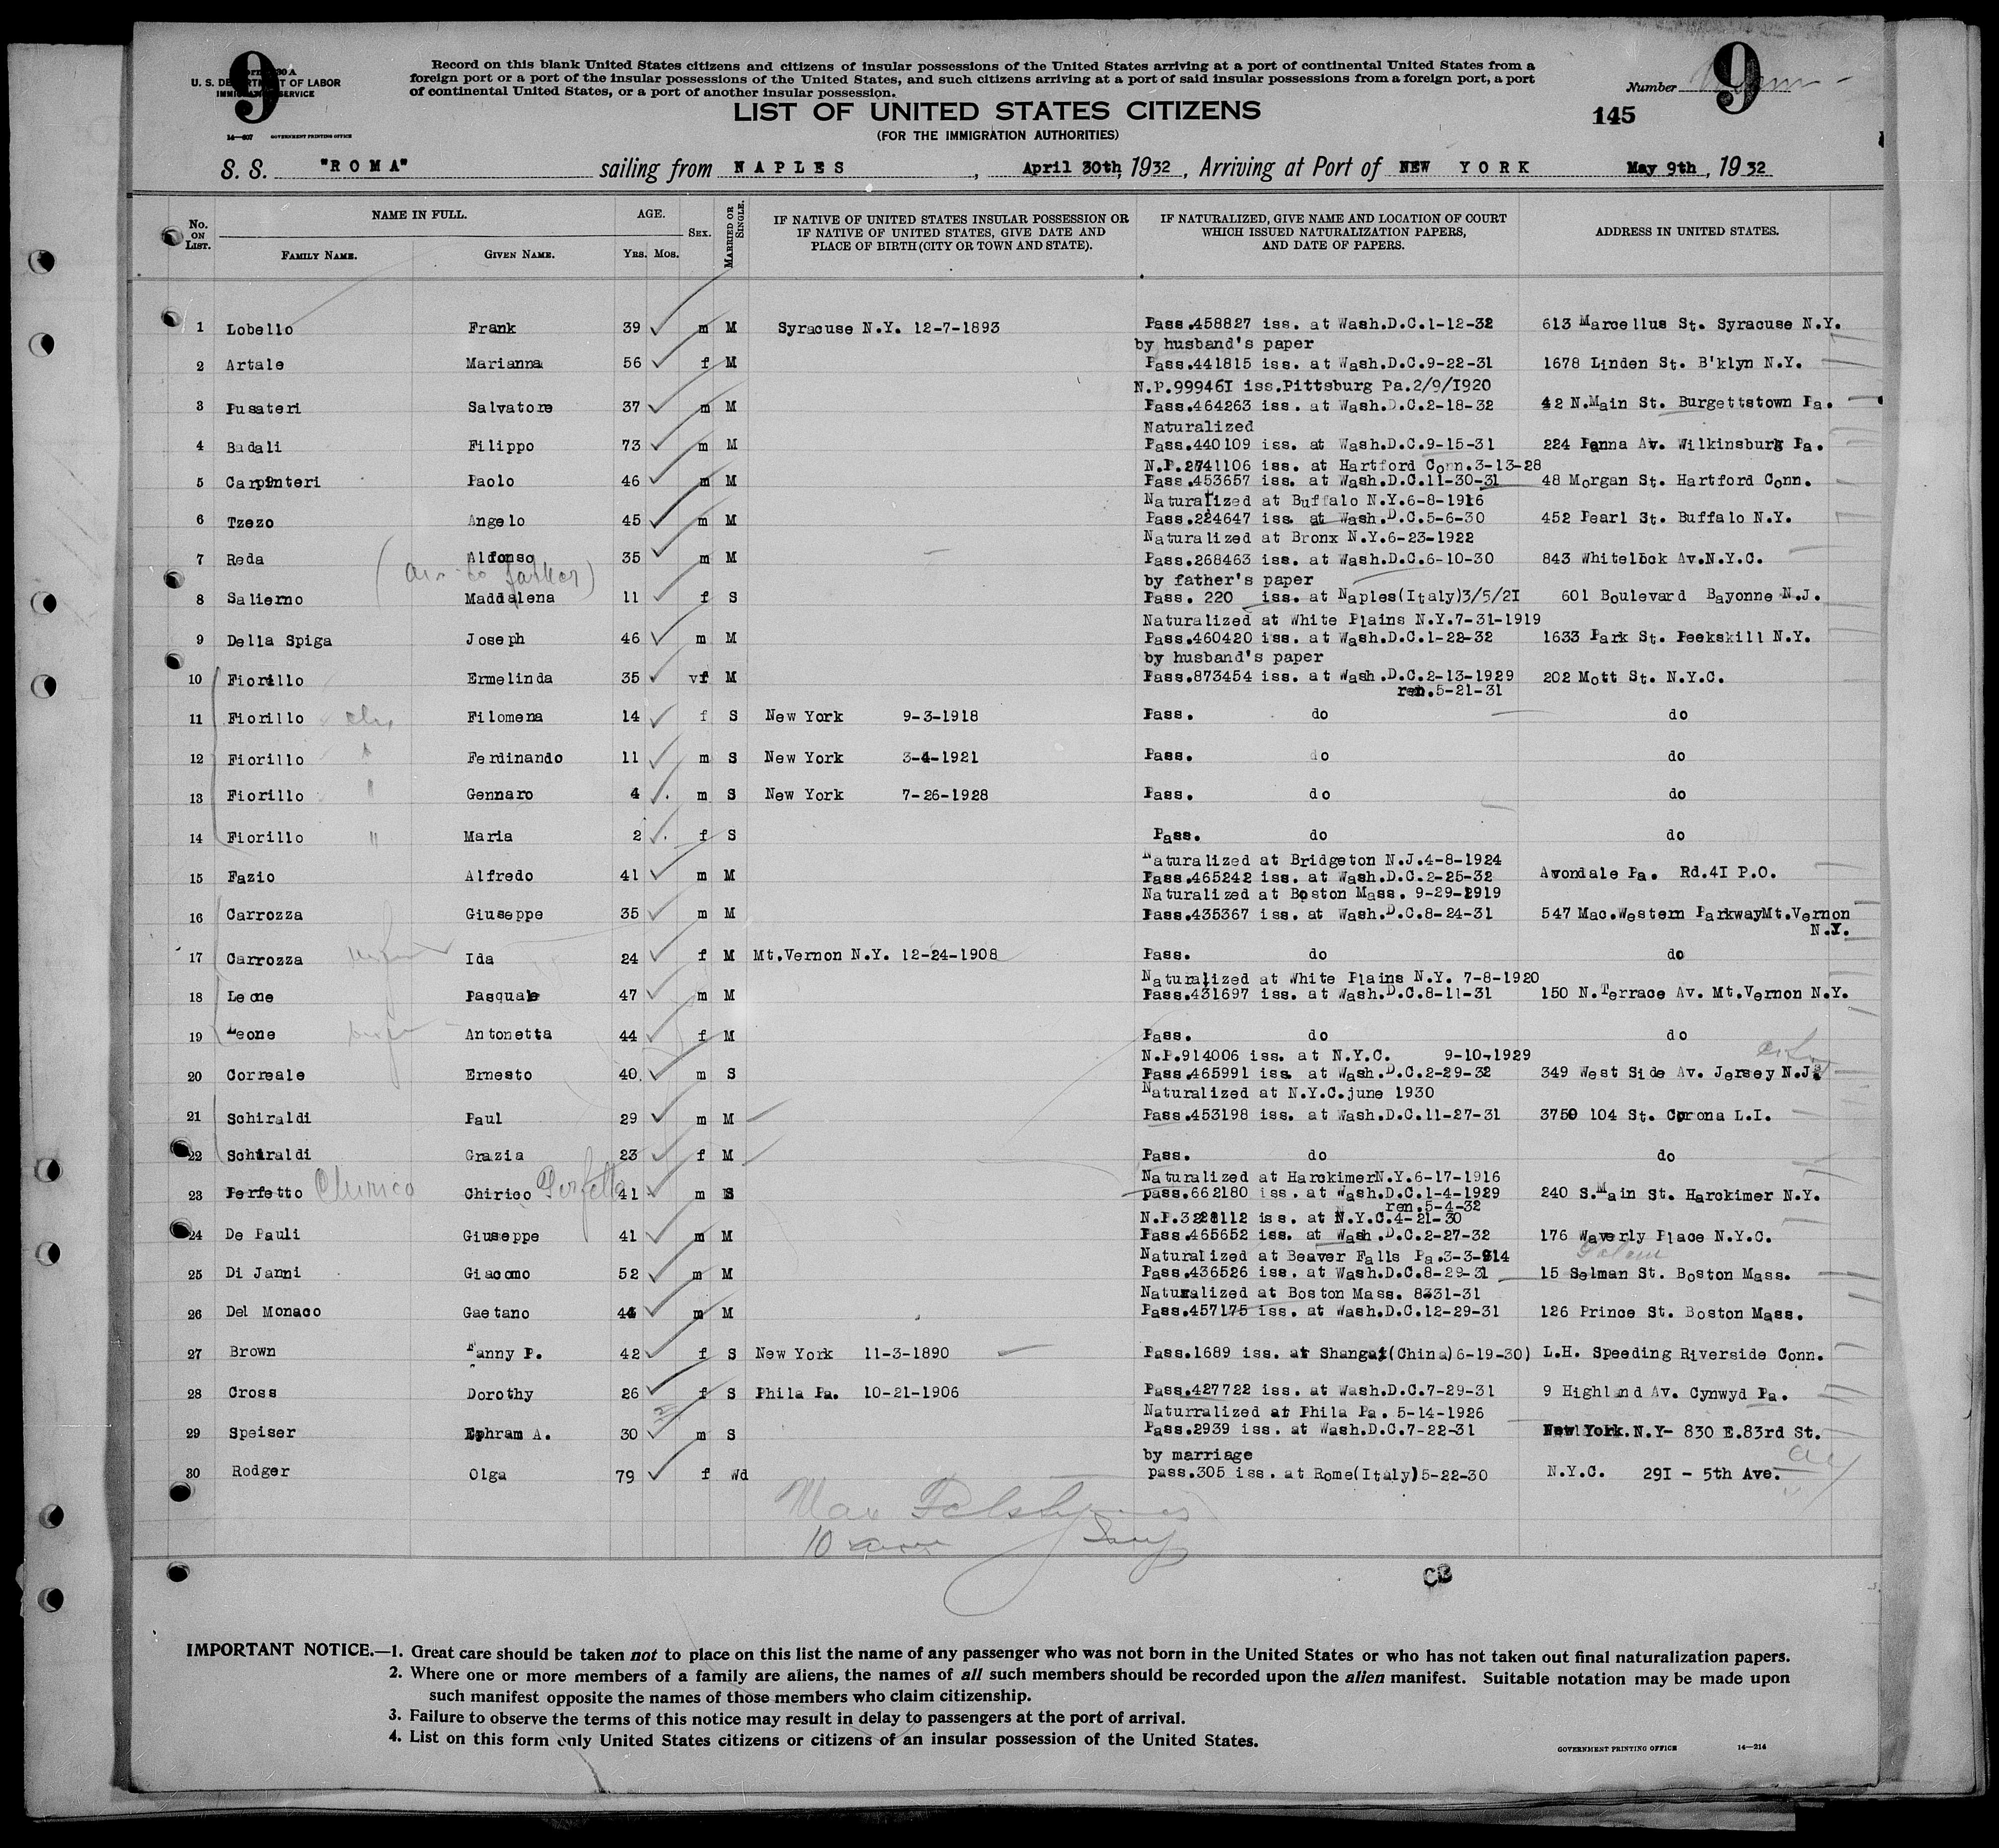 9
9
Form 630 A
U. S. DEPARTMENT OF LABOR
IMMIGRATION SERVICE
14—607 GOVERNMENT PRINTING OFFICE
Record on this blank United States citizens and citizens of insular possessions of the United States arriving at a port of continental United States from a
foreign port or a port of the insular possessions of the United States, and such citizens arriving at a port of said insular possessions from a foreign port, a port
of continental United States, or a port of another insular possession.
Number
145
LIST OF UNITED STATES CITIZENS
(FOR THE IMMIGRATION AUTHORITIES)
S. S. "ROMA" sailing from NAPLES, April 30th, 1932, Arriving at Port of NEW YORK May 9th, 1932
No. ON LIST. NAME IN FULL. AGE. SEX. MARRIED OR SINGLE. IF NATIVE OF UNITED STATES INSULAR POSSESSION OR IF NATIVE OF UNITED STATES, GIVE DATE AND PLACE OF BIRTH (CITY OR TOWN AND STATE). IF NATURALIZED, GIVE NAME AND LOCATION OF COURT WHICH ISSUED NATURALIZATION PAPERS, AND DATE OF PAPERS. ADDRESS IN UNITED STATES.
FAMILY NAME. GIVEN NAME. YRS. MOS.
1 Lobello Frank 39 m M Syracuse N.Y. 12-7-1893 Pass.458827 iss. at Wash.D.C.1-12-32 613 Marcellus St. Syracuse N.Y.
by husband's paper
2 Artale Marianna 56 f M Pass.441815 iss. at Wash.D.C.9-22-31 1678 Linden St. B'klyn N.Y.
N.P.999461 iss.Pittsburg Pa.2/9/1920
3 Pusateri Salvatore 37 m M Pass.464263 iss. at Wash.D.C.2-18-32 42 N.Main St. Burgettstown Pa.
Naturalized
4 Badali Filippo 73 m M Pass.440109 iss. at Wash.D.C.9-15-31 224 Penna Av. Wilkinsburg Pa.
N.P.2741106 iss. at Hartford Conn.3-13-28
5 Carpinteri Paolo 46 m M Pass.453657 iss. at Wash.D.C.11-30-31 48 Morgan St. Hartford Conn.
Naturalized at Buffalo N.Y.6-8-1916
6 Tzezo Angelo 45 m M Pass.224647 iss. at Wash.D.C.5-6-30 452 Pearl St. Buffalo N.Y.
Naturalized at Bronx N.Y.6-23-1922
7 Reda Alfonso 35 m M Pass.268463 iss. at Wash.D.C.6-10-30 843 Whitelock Av.N.Y.C.
father)
by father's paper
8 Salierno Maddalena 11 f S Pass. 220 iss. at Naples(Italy)3/5/21 601 Boulevard Bayonne N.J.
Naturalized at White Plains N.Y.7-31-1919
9 Della Spiga Joseph 46 m M Pass.460420 iss. at Wash.D.C.1-22-32 1633 Park St. Peekskill N.Y.
by husband's paper
10 Fiorillo Ermelinda 35 vf M Pass.873454 iss. at Wash.D.C.2-13-1929 202 Mott St. N.Y.C.
ren.5-21-31
11 Fiorillo ch. Filomena 14 f S New York 9-3-1918 Pass. do do
12 Fiorillo " Ferdinando 11 m S New York 3-4-1921 Pass. do do
13 Fiorillo " Gennaro 4 m S New York 7-26-1928 Pass. do do
14 Fiorillo " Maria 2 f S Pass. do do
Naturalized at Bridgeton N.J.4-8-1924
15 Fazio Alfredo 41 m M Pass.465242 iss. at Wash.D.C.2-25-32 Avondale Pa. Rd.41 P.O.
Naturalized at Boston Mass. 9-29-1919
16 Carrozza Giuseppe 35 m M Pass.435367 iss. at Wash.D.C.8-24-31 547 Mac.Western ParkwayMt.Vernon
N.Y.
17 Carrozza Ida 24 f M Mt.Vernon N.Y. 12-24-1908 Pass. do do
Naturalized at White Plains N.Y. 7-8-1920
18 Leone Pasquale 47 m M Pass.431697 iss. at Wash.D.C.8-11-31 150 N.Terrace Av. Mt.Vernon N.Y.
19 Leone Antonetta 44 f M Pass. do do
N.P.914006 iss. at N.Y.C. 9-10-1929
20 Correale Ernesto 40 m S Pass.465991 iss. at Wash.D.C.2-29-32 349 West Side Av. Jersey N.J.
Naturalized at N.Y.C.june 1930
21 Schiraldi Paul 29 m M Pass.453198 iss. at Wash.D.C.11-27-31 3750 104 St. Corona L.I.
22 Schiraldi Grazia 23 f M Pass. do do
Naturalized at HarckimerN.Y.6-17-1916
23 Perfetto Chirico Chirico Perfetto 41 m S pass.662180 iss. at Wash.D.C.1-4-1929 240 S.Main St. Harckimer N.Y.
ren.5-4-32
N.P.3228112 iss. at N.Y.C.4-21-30
24 De Pauli Giuseppe 41 m M Pass.465652 iss. at Wash.D.C.2-27-32 176 Waverly Place N.Y.C.
Naturalized at Beaver Falls Pa.3-3-914 Salem
25 Di Janni Giacomo 52 m M Pass.436526 iss. at Wash.D.C.8-29-31 15 Selman St. Boston Mass.
Naturalized at Boston Mass. 8-31-31
26 Del Monaco Gaetano 44 m M Pass.457175 iss. at Wash.D.C.12-29-31 126 Prince St. Boston Mass.
27 Brown Fanny P. 42 f S New York 11-3-1890 Pass.1689 iss. at Shangai(China)6-19-30) L.H. Speeding Riverside Conn.
28 Cross Dorothy 26 f S Phila Pa. 10-21-1906 Pass.427722 iss. at Wash.D.C.7-29-31 9 Highland Av. Cynwyd Pa.
Naturralized at Phila Pa. 5-14-1926
29 Speiser Ephram A. 30 m S Pass.2939 iss. at Wash.D.C.7-22-31 New York.N.Y- 830 E.83rd St.
by marriage
30 Rodger Olga 79 f Wd pass.305 iss. at Rome(Italy)5-22-30 N.Y.C. 291 - 5th Ave.
Max
10
CB
IMPORTANT NOTICE.—1. Great care should be taken not to place on this list the name of any passenger who was not born in the United States or who has not taken out final naturalization papers.
2. Where one or more members of a family are aliens, the names of all such members should be recorded upon the alien manifest. Suitable notation may be made upon
such manifest opposite the names of those members who claim citizenship.
3. Failure to observe the terms of this notice may result in delay to passengers at the port of arrival.
4. List on this form only United States citizens or citizens of an insular possession of the United States.
GOVERNMENT PRINTING OFFICE 14—214